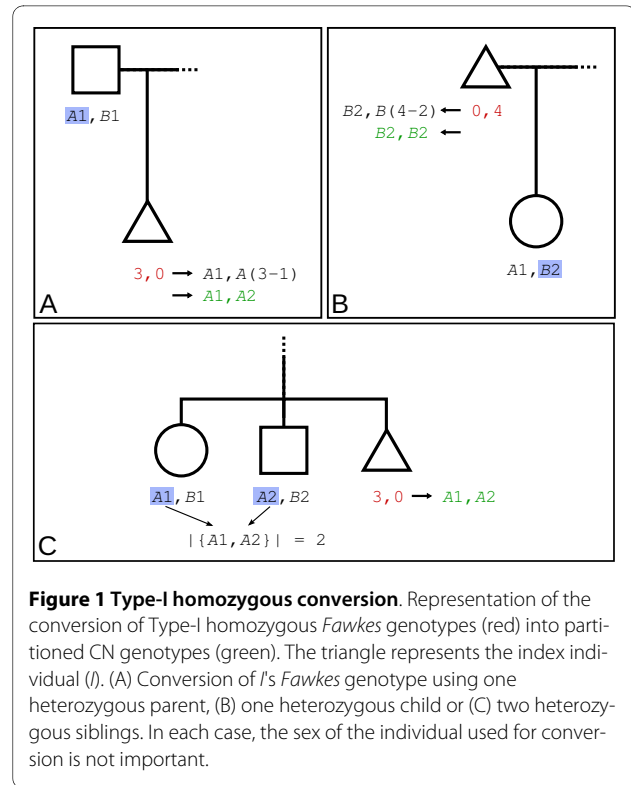 A1, B1
3,0 → A1, A(3−1)
→ A1, A2
A
B2, B(4−2) ← 0,4
B2, B2 ←
A1, B2
B
A1, B1 A2, B2 3,0 → A1, A2
|{A1,A2}| = 2
C
Figure 1 Type-I homozygous conversion. Representation of the
conversion of Type-I homozygous Fawkes genotypes (red) into parti-
tioned CN genotypes (green). The triangle represents the index indi-
vidual (I). (A) Conversion of I's Fawkes genotype using one
heterozygous parent, (B) one heterozygous child or (C) two heterozy-
gous siblings. In each case, the sex of the individual used for conver-
sion is not important.